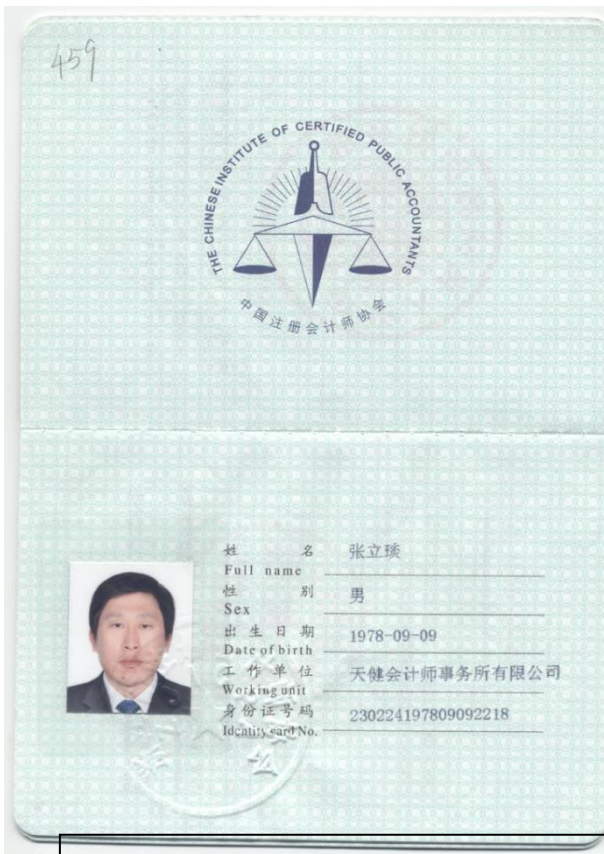 459
THE CHINESE INSTITUTE OF CERTIFIED PUBLIC ACCOUNTANTS
中国注册会计师协会
姓 名 张立琰
Full name
性 别 男
Sex
出生日期 1978-09-09
Date of birth
工作单位 天健会计师事务所有限公司
Working unit
身份证号码 230224197809092218
Identity card No.